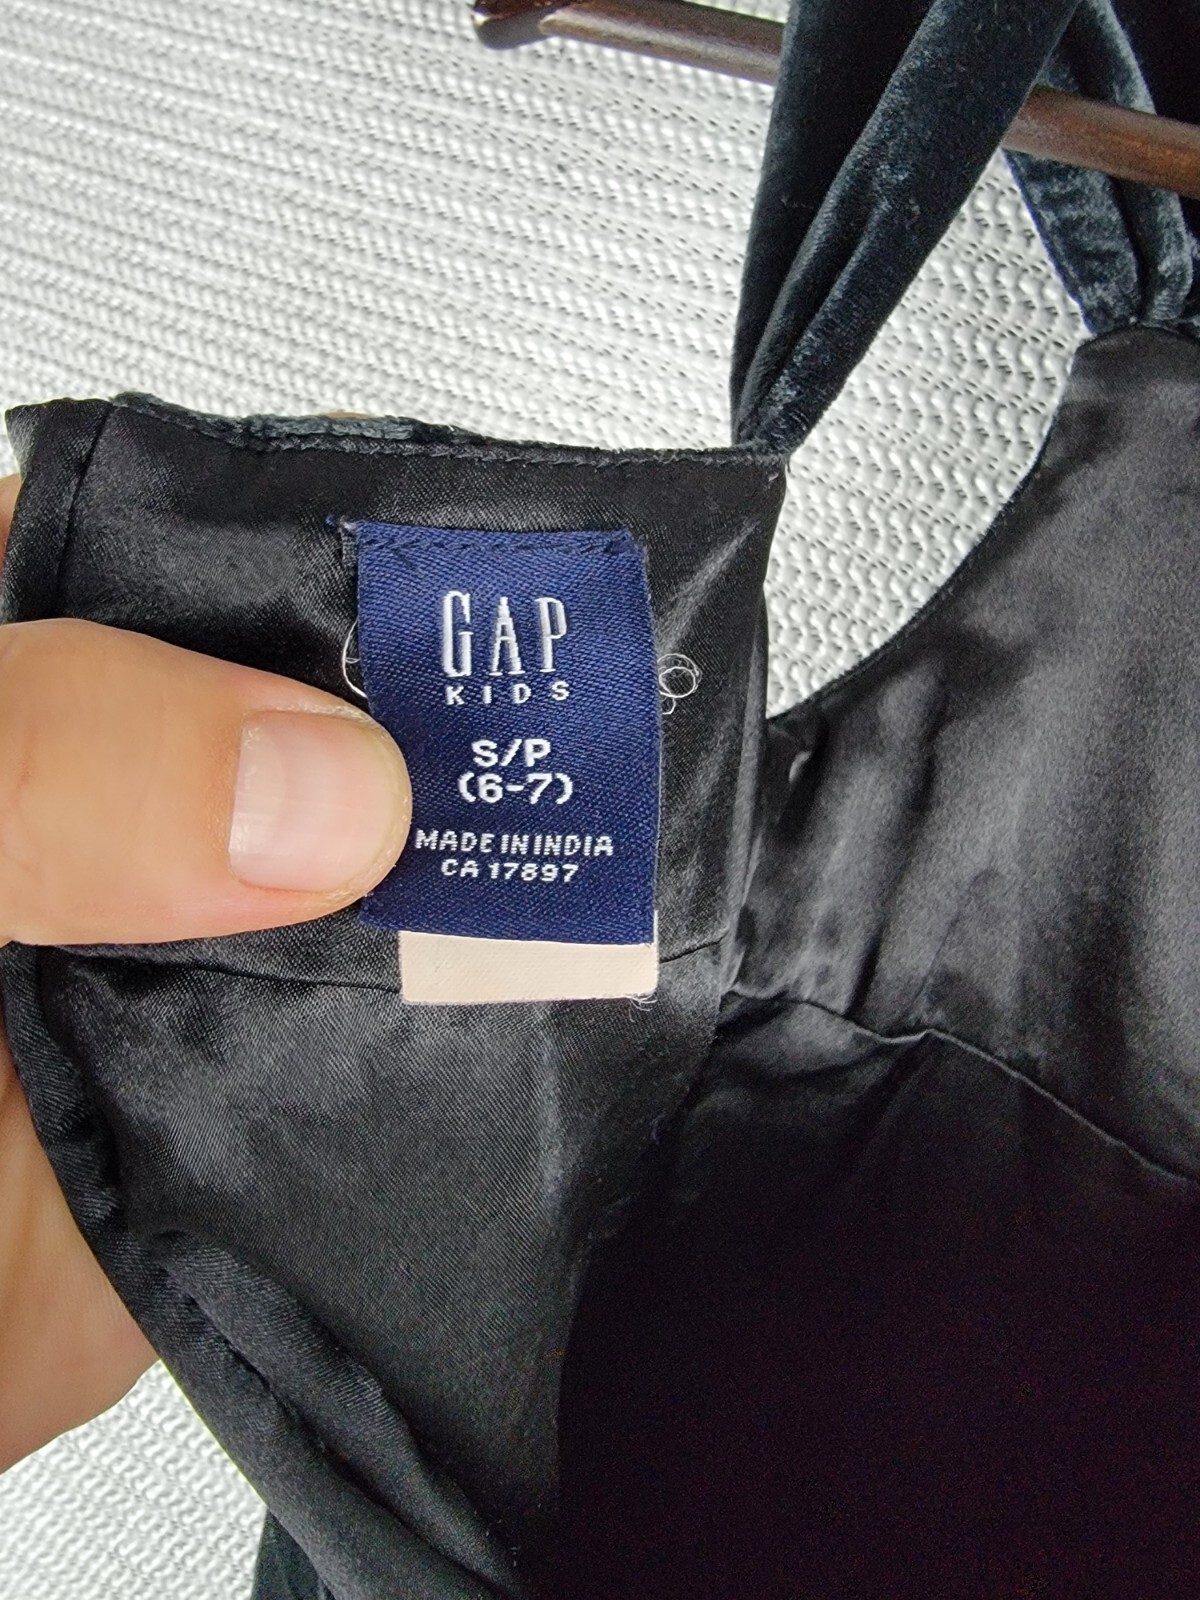 GAP
KIDS
S/P
(6-7)
MADE IN INDIA
CA 17897